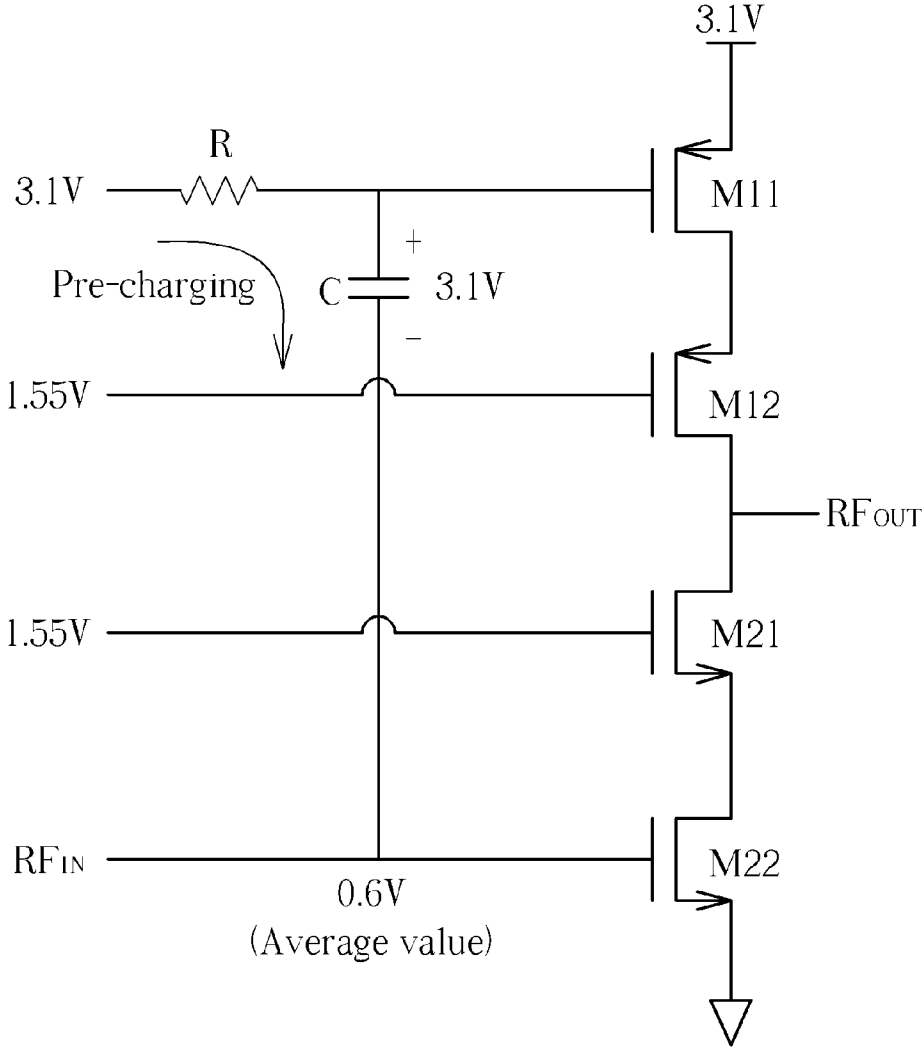 3.1V
R
3.1V
M11
+
Pre-charging
C
3.1V
-
1.55V
M12
RFOUT
1.55V
M21
RFIN
M22
0.6V
(Average value)